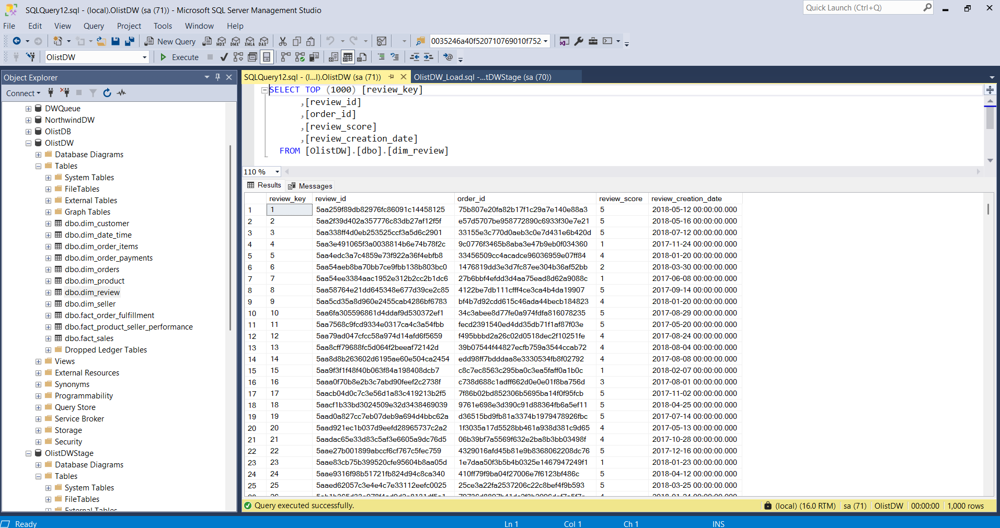 SQLQuery12.sql - (local).OlistDW (sa (71)) - Microsoft SQL Server Management Studio
Quick Launch (Ctrl+Q)
File Edit View Query Project Tools Window Help
New Query MDX DMX XMLA DAX 0035246a40f520710769010f752
OlistDW Execute
Object Explorer
Connect
DWQueue
NorthwindDW
OlistDB
OlistDW
Database Diagrams
Tables
System Tables
FileTables
External Tables
Graph Tables
dbo.dim_customer
dbo.dim_date_time
dbo.dim_order_items
dbo.dim_order_payments
dbo.dim_orders
dbo.dim_product
dbo.dim_review
dbo.dim_seller
dbo.fact_order_fulfillment
dbo.fact_product_seller_performance
dbo.fact_sales
Dropped Ledger Tables
Views
External Resources
Synonyms
Programmability
Query Store
Service Broker
Storage
Security
OlistDWStage
Database Diagrams
Tables
System Tables
FileTables
External Tables
SQLQuery12.sql - (l...l).OlistDW (sa (71)) OlistDW_Load.sql -...tDWStage (sa (70))
SELECT TOP (1000) [review_key]
,[review_id]
,[order_id]
,[review_score]
,[review_creation_date]
FROM [OlistDW].[dbo].[dim_review]
110 %
Results Messages
review_key review_id order_id review_score review_creation_date
1 1 5aa259f89db82976fc86091c14458125 75b807e20fa82b17f1c29a7e140e88a3 5 2018-05-12 00:00:00.000
2 2 5aa2f39d402a357776c83db27af12f5f e57d5707be958772890c6933f30e7e21 5 2018-05-16 00:00:00.000
3 3 5aa338ff4d0eb253525ccf3a5d6c2901 33155e3c770d0aeb3c0e7d431e6b420d 5 2018-07-12 00:00:00.000
4 4 5aa3e491065f3a0038814b6e74b78f2c 9c0776f3465b8aba3e47b9eb0f034360 1 2017-11-24 00:00:00.000
5 5 5aa4edc3a7c4859e73f922a36f4ebfb8 33456509cc4acadce96036959e07ff84 4 2018-01-20 00:00:00.000
6 6 5aa54aeb8ba70bb7ce9fbb138b803bc0 1476819dd3e3d7fc87ee304b36af52bb 2 2018-03-30 00:00:00.000
7 7 5aa54ee3384aac1952e312b2cc2b1dc6 27b6bbf4efdd3d4aa75ead8d62a9088c 1 2017-06-08 00:00:00.000
8 8 5aa58764e21dd645348e677d39ce2c85 4122be7db111cfff4ce3ca4b4da19907 5 2017-09-14 00:00:00.000
9 9 5aa5cd35a8d960e2455cab4286bf6783 bf4b7d92cdd615c46ada44becb184823 4 2018-01-20 00:00:00.000
10 10 5aa6fa305596861d4ddaf9d530372ef1 34c3abee8d77fe0a974fdfa816078235 5 2017-08-29 00:00:00.000
11 11 5aa7568c9fcd9334e0317ca4c3a54fbb fecd2391540ed4dd35db71f1af87f03e 5 2017-05-20 00:00:00.000
12 12 5aa79ad047cfcc58a974d14afd6f5659 f495bbbd2a26c02d0518dec2f10251fe 4 2017-08-24 00:00:00.000
13 13 5aa8cff79688fc5d064f2beeaf72142d 39b07544f44827ecfb759a3544ccab72 4 2018-08-04 00:00:00.000
14 14 5aa8d8b263602d6195ae60e504ca2454 edd98ff7bdddaa8e3330534fb8f02792 4 2017-08-08 00:00:00.000
15 15 5aa9f3f1f48f40b063f84a198408dcb7 c8c7ec8563c295ba0c3ea5faff0a1b0c 1 2018-02-07 00:00:00.000
16 16 5aaa0f70b8e2b3c7abd90feef2c2738f c738d688c1adff662d0e0e01f8ba756d 3 2017-08-01 00:00:00.000
17 17 5aacb04d0c7c3e56d1a83c419213b2f5 7f86b02bd852306b5695ba14f0f95fcb 5 2017-11-02 00:00:00.000
18 18 5aacf1b33bd3024509e32d3438469039 9761e698e3d390c91d88364fb6a5ef11 5 2018-04-25 00:00:00.000
19 19 5aad0a827cc7eb07deb9a694d4bbc62a d36515bd9fb81a3374b1979478926fbc 5 2017-07-14 00:00:00.000
20 20 5aad921ec1b037d9eefd28965737c2a2 1f3035a17d5528bb461a938d381c9d65 4 2017-05-13 00:00:00.000
21 21 5aadac65e33d83c5af3e6605a9dc76d5 06b39bf7a5569f632e2ba8b3bb03498f 4 2017-10-28 00:00:00.000
22 22 5aae27b001899abccf6cf767c5fec759 4329016afd45b81e9b8368062208dc76 5 2017-12-16 00:00:00.000
23 23 5aae83cb75b399520cfe95604b8aa05d 1e7daa50f3b5b4b0325e1467947249f1 1 2018-01-23 00:00:00.000
24 24 5aae9316f98b51721fb824d94c8ca340 410ff79f9ba04f27006e7f6123bf486c 5 2018-04-12 00:00:00.000
25 25 5aaed62057c3e4e4c7e33112eefc0025 25ce3a22fa2537206c22c8bef4f9b593 5 2018-03-25 00:00:00.000
Query executed successfully. (local) (16.0 RTM) sa (71) OlistDW 00:00:00 1,000 rows
Ready Ln 1 Col 1 Ch 1 INS